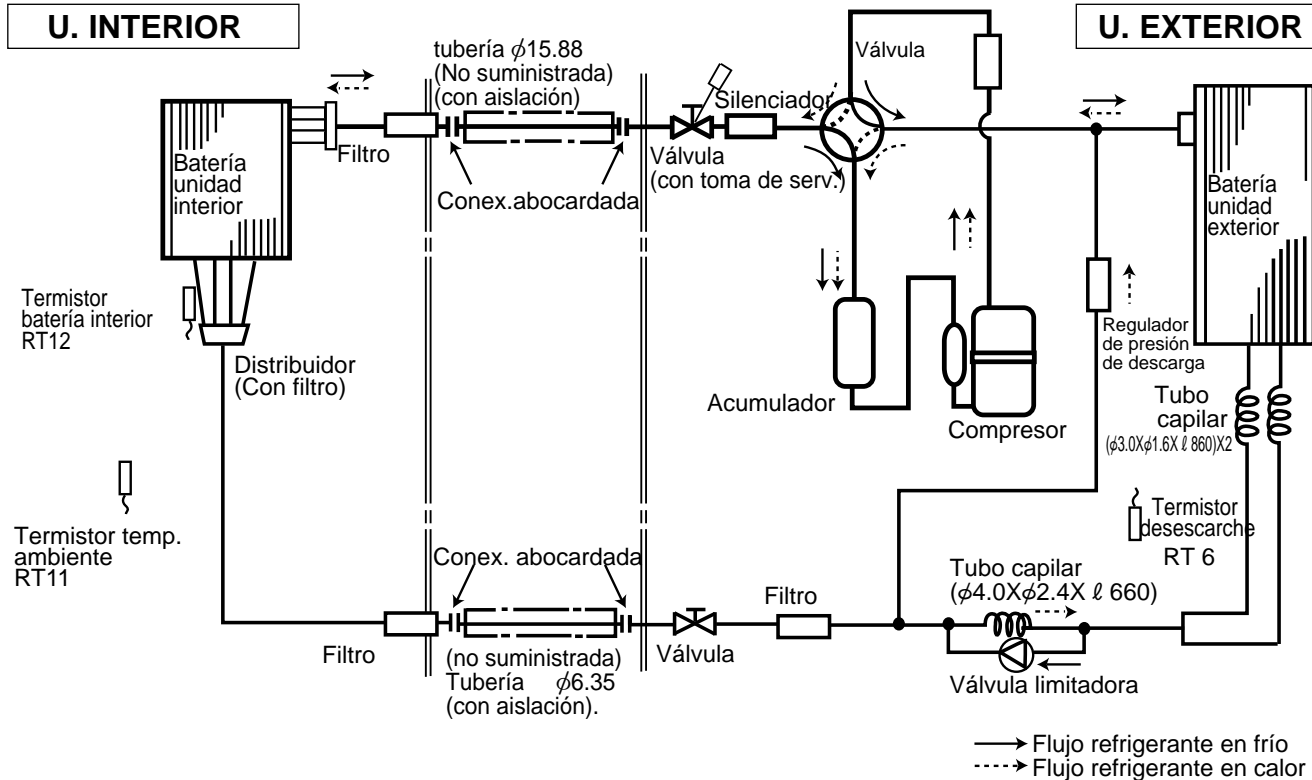 U. INTERIOR
U. EXTERIOR
tubería ϕ15.88
(No suministrada)
(con aislación)
Válvula
Silenciador
Filtro
Válvula
(con toma de serv.)
Batería
unidad
interior
Conex.abocardada
Batería
unidad
exterior
Termistor
batería interior
RT12
Distribuidor
(Con filtro)
Regulador
de presión
de descarga
Acumulador
Compresor
Tubo
capilar
(ϕ3.0Xϕ1.6X ℓ 860)X2
Termistor temp.
ambiente
RT11
Termistor
desescarche
RT 6
Conex. abocardada
Tubo capilar
(ϕ4.0Xϕ2.4X ℓ 660)
Filtro
Filtro
(no suministrada)
Tubería ϕ6.35
(con aislación).
Válvula
Válvula limitadora
Flujo refrigerante en frío
Flujo refrigerante en calor